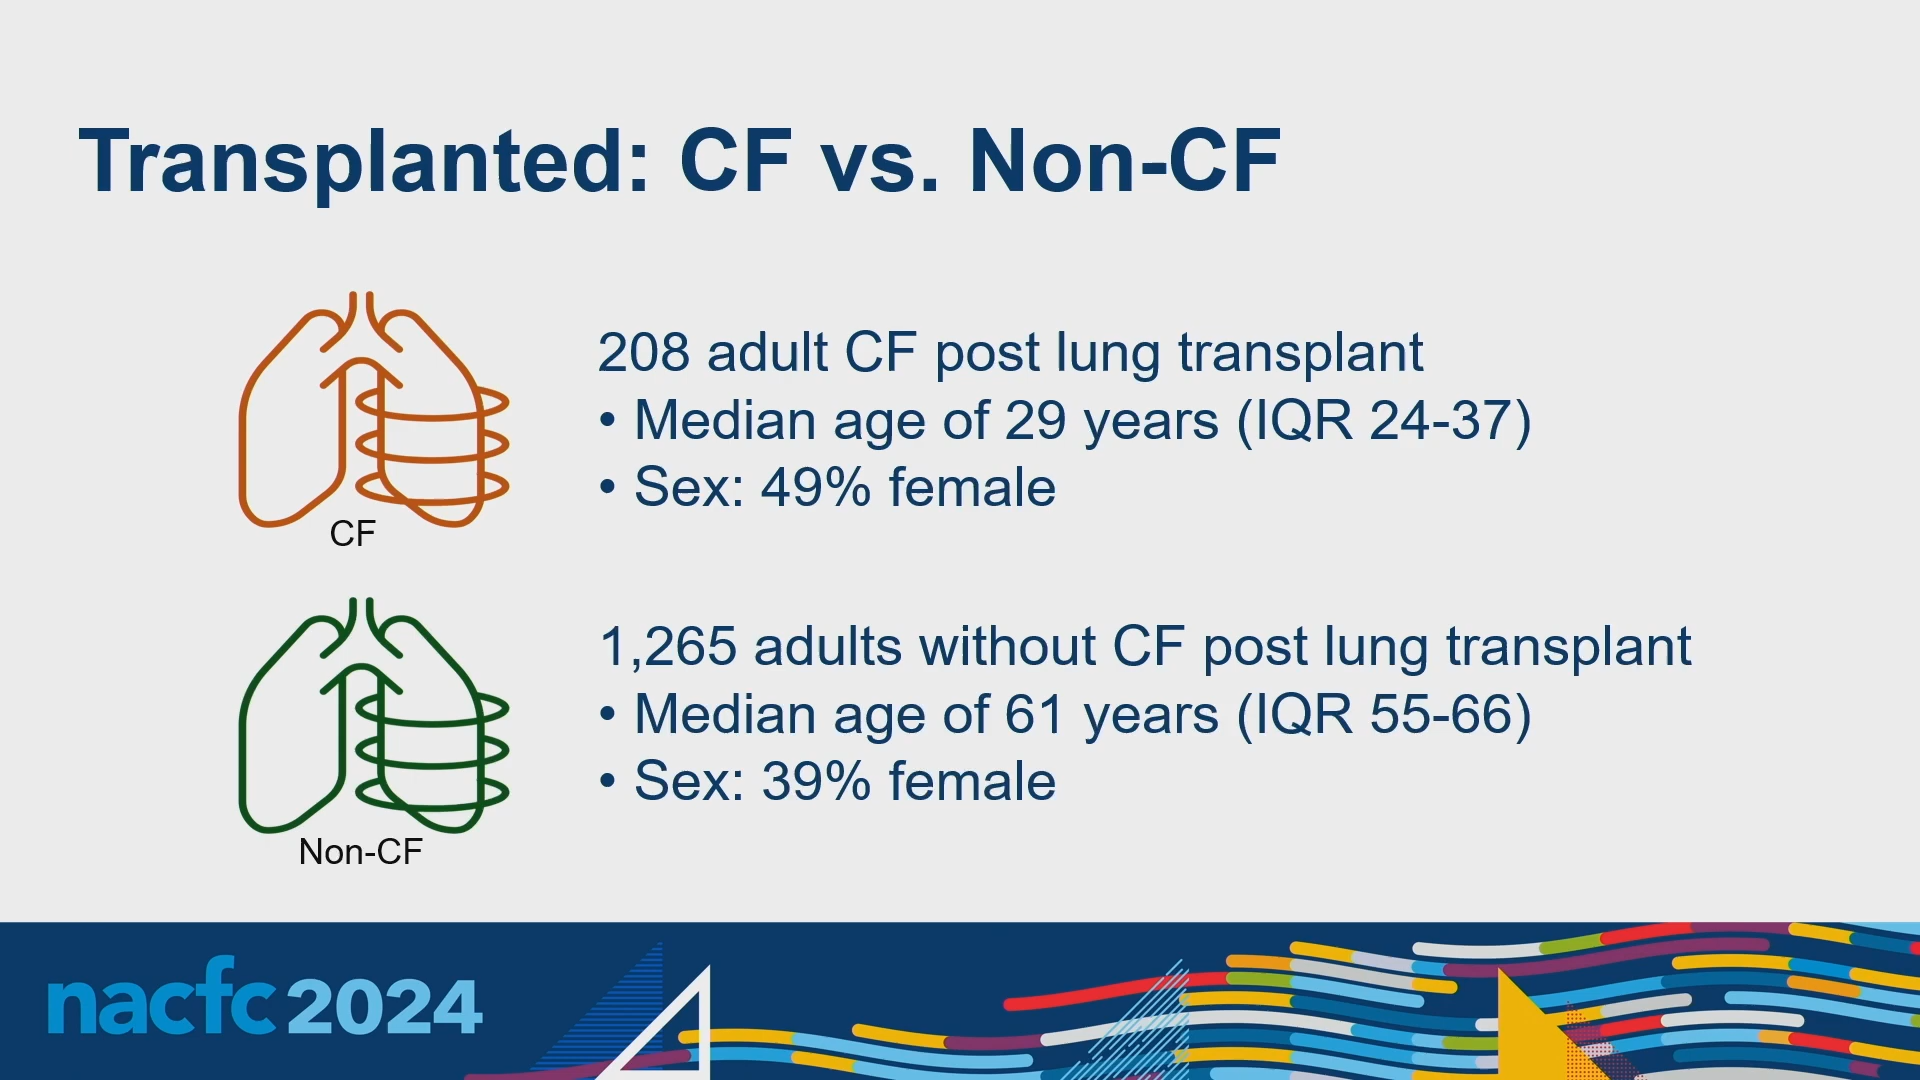 Transplanted: CF vs. Non-CF
208 adult CF post lung transplant
• Median age of 29 years (IQR 24-37)
• Sex: 49% female
CF
1,265 adults without CF post lung transplant
• Median age of 61 years (IQR 55-66)
• Sex: 39% female
Non-CF
nacfc 2024